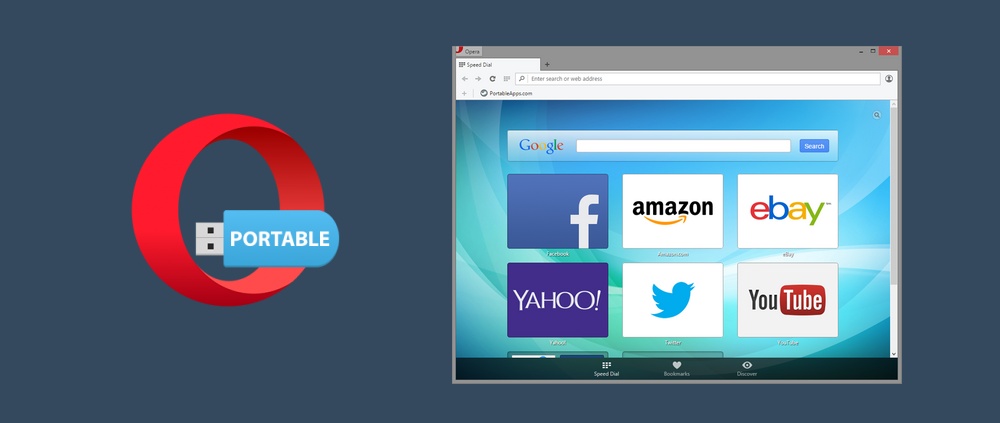 PORTABLE
Opera
Speed Dial
Enter search or web address
PortableApps.com
Google
Search
facebook
amazon
Amazon.com
ebay
eBay
YAHOO!
Yahoo!
Twitter
YouTube
YouTube
Speed Dial
Bookmarks
Discover